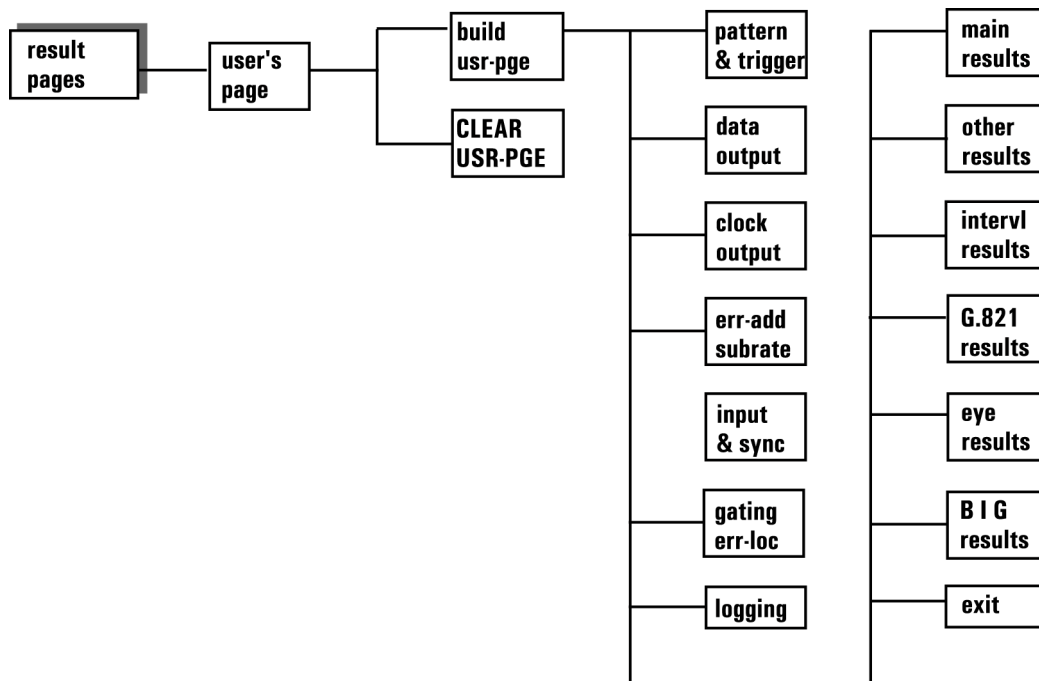 result
pages
user's
page
build
usr-pge
CLEAR
USR-PGE
pattern
& trigger
data
output
clock
output
err-add
subrate
input
& sync
gating
err-loc
logging
main
results
other
results
intervl
results
G.821
results
eye
results
B I G
results
exit